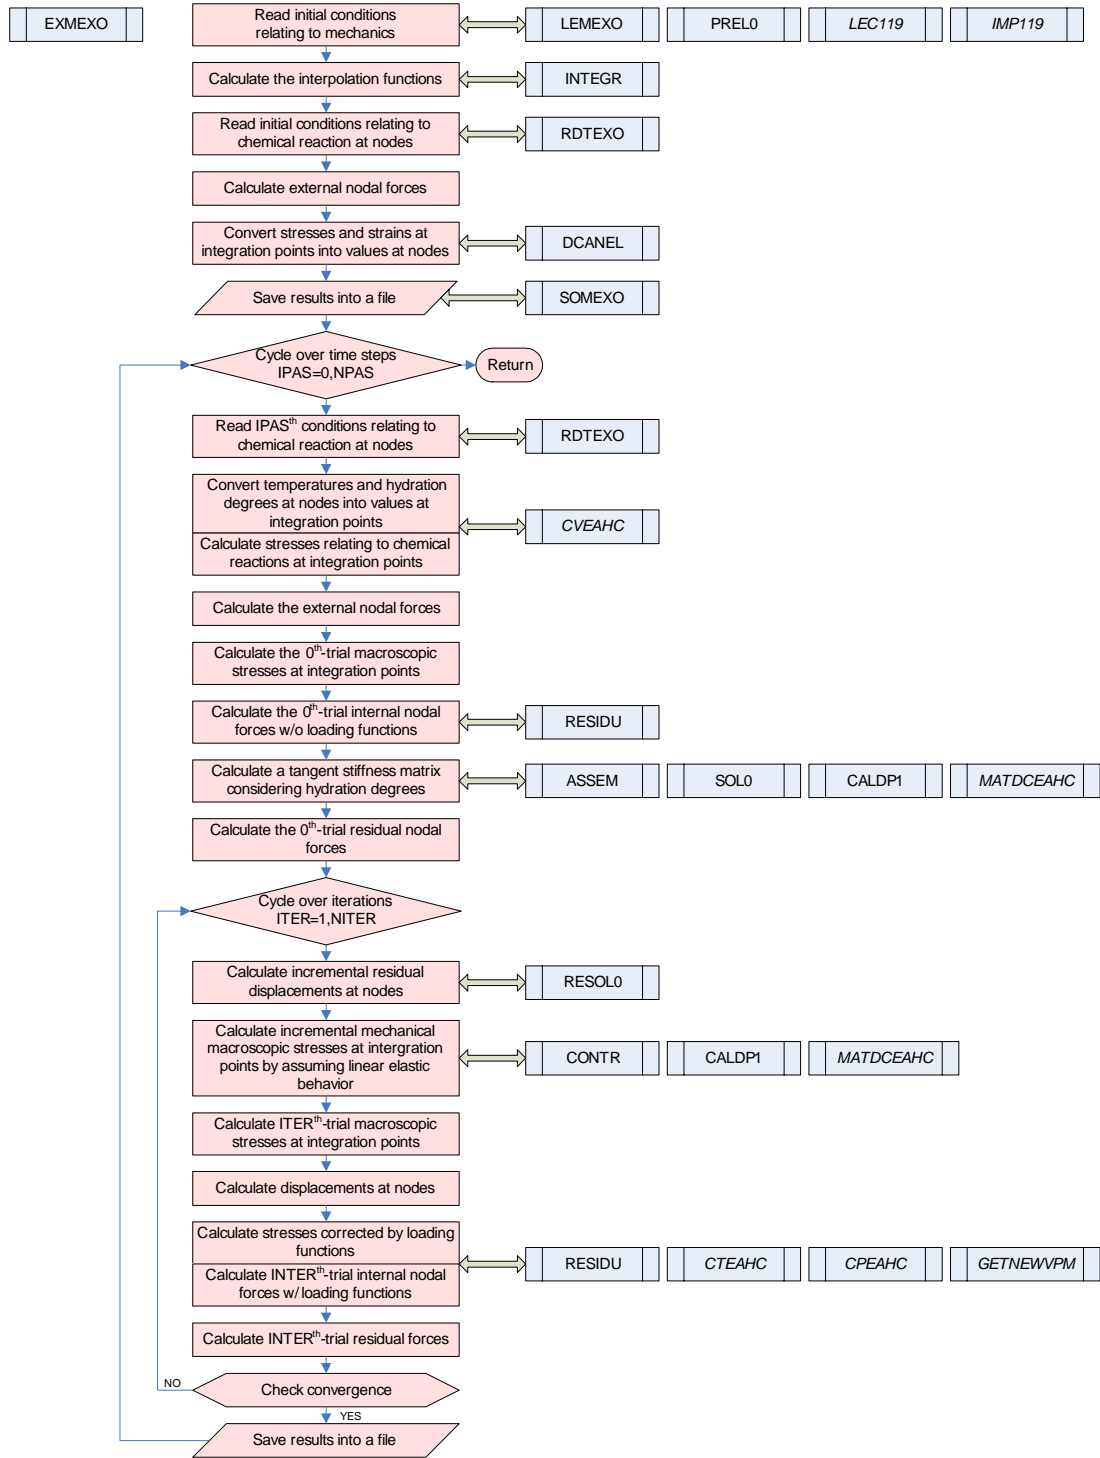 EXMEXO
Read initial conditions
relating to mechanics
LEMEXO
PREL0
LEC119
IMP119
Calculate the interpolation functions
INTEGR
Read initial conditions relating to
chemical reaction at nodes
RDTEXO
Calculate external nodal forces
Convert stresses and strains at
integration points into values at nodes
DCANEL
Save results into a file
SOMEXO
Cycle over time steps
IPAS=0,NPAS
Return
Read IPASth conditions relating to
chemical reaction at nodes
RDTEXO
Convert temperatures and hydration
degrees at nodes into values at
integration points
Calculate stresses relating to chemical
reactions at integration points
CVEAHC
Calculate the external nodal forces
Calculate the 0th-trial macroscopic
stresses at integration points
Calculate the 0th-trial internal nodal
forces w/o loading functions
RESIDU
Calculate a tangent stiffness matrix
considering hydration degrees
ASSEM
SOL0
CALDP1
MATDCEAHC
Calculate the 0th-trial residual nodal
forces
Cycle over iterations
ITER=1,NITER
Calculate incremental residual
displacements at nodes
RESOL0
Calculate incremental mechanical
macroscopic stresses at intergration
points by assuming linear elastic
behavior
CONTR
CALDP1
MATDCEAHC
Calculate ITERth-trial macroscopic
stresses at integration points
Calculate displacements at nodes
Calculate stresses corrected by loading
functions
Calculate INTERth-trial internal nodal
forces w/ loading functions
RESIDU
CTEAHC
CPEAHC
GETNEWVPM
Calculate INTERth-trial residual forces
NO
Check convergence
YES
Save results into a file